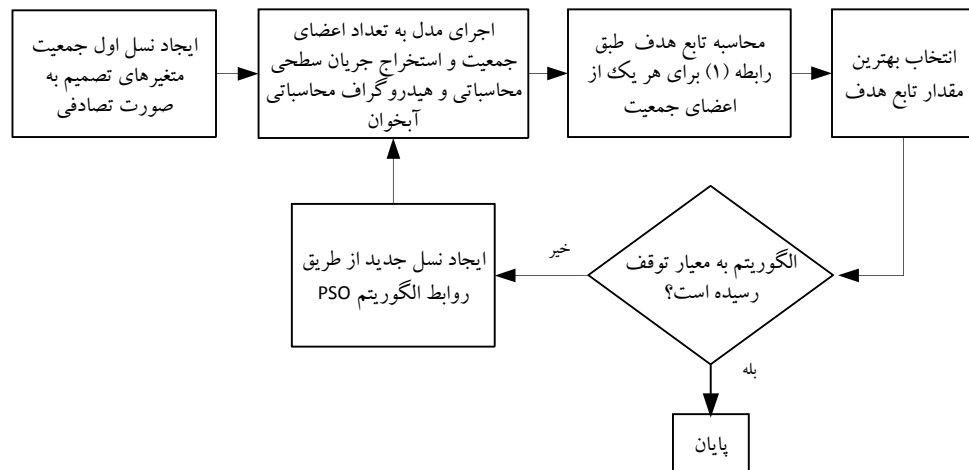 ایجاد نسل اول جمعیت
متغیرهای تصمیم به
صورت تصادفی
اجرای مدل به تعداد اعضای
جمعیت و استخراج جریان سطحی
محاسباتی و هیدروگراف محاسباتی
آبخوان
محاسبه تابع هدف طبق
رابطه (۱) برای هر یک از
اعضای جمعیت
انتخاب بهترین
مقدار تابع هدف
الگوریتم به معیار توقف
رسیده است؟
خیر
ایجاد نسل جدید از طریق
روابط الگوریتم PSO
بله
پایان